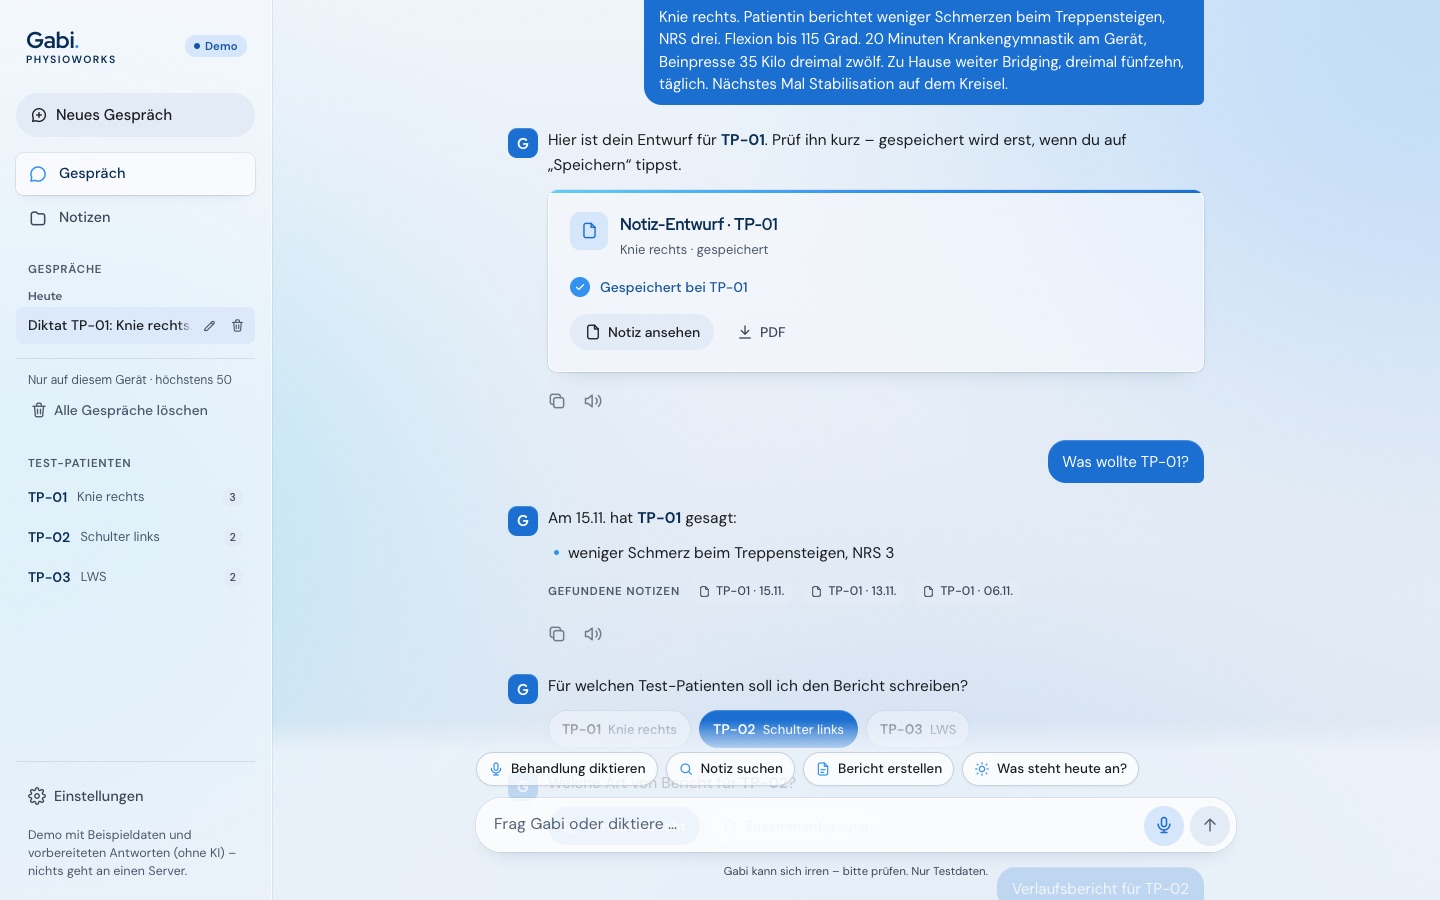 Gabi.
PHYSIOWORKS
Demo
Neues Gespräch
Gespräch
Notizen
GESPRÄCHE
Heute
Diktat TP-01: Knie rechts
Nur auf diesem Gerät · höchstens 50
Alle Gespräche löschen
TEST-PATIENTEN
TP-01 Knie rechts 3
TP-02 Schulter links 2
TP-03 LWS 2
Einstellungen
Demo mit Beispieldaten und
vorbereiteten Antworten (ohne KI) –
nichts geht an einen Server.
Knie rechts. Patientin berichtet weniger Schmerzen beim Treppensteigen,
NRS drei. Flexion bis 115 Grad. 20 Minuten Krankengymnastik am Gerät,
Beinpresse 35 Kilo dreimal zwölf. Zu Hause weiter Bridging, dreimal fünfzehn,
täglich. Nächstes Mal Stabilisation auf dem Kreisel.
G
Hier ist dein Entwurf für TP-01. Prüf ihn kurz – gespeichert wird erst, wenn du auf
„Speichern“ tippst.
Notiz-Entwurf · TP-01
Knie rechts · gespeichert
Gespeichert bei TP-01
Notiz ansehen
PDF
Was wollte TP-01?
G
Am 15.11. hat TP-01 gesagt:
• weniger Schmerz beim Treppensteigen, NRS 3
GEFUNDENE NOTIZEN TP-01 · 15.11. TP-01 · 13.11. TP-01 · 06.11.
G
Für welchen Test-Patienten soll ich den Bericht schreiben?
TP-01 Knie rechts TP-02 Schulter links TP-03 LWS
Behandlung diktieren Notiz suchen Bericht erstellen Was steht heute an?
G
Welche Art von Bericht für TP-02?
Frag Gabi oder diktiere ...
Zusammenfassung
Gabi kann sich irren – bitte prüfen. Nur Testdaten.
Verlaufsbericht für TP-02